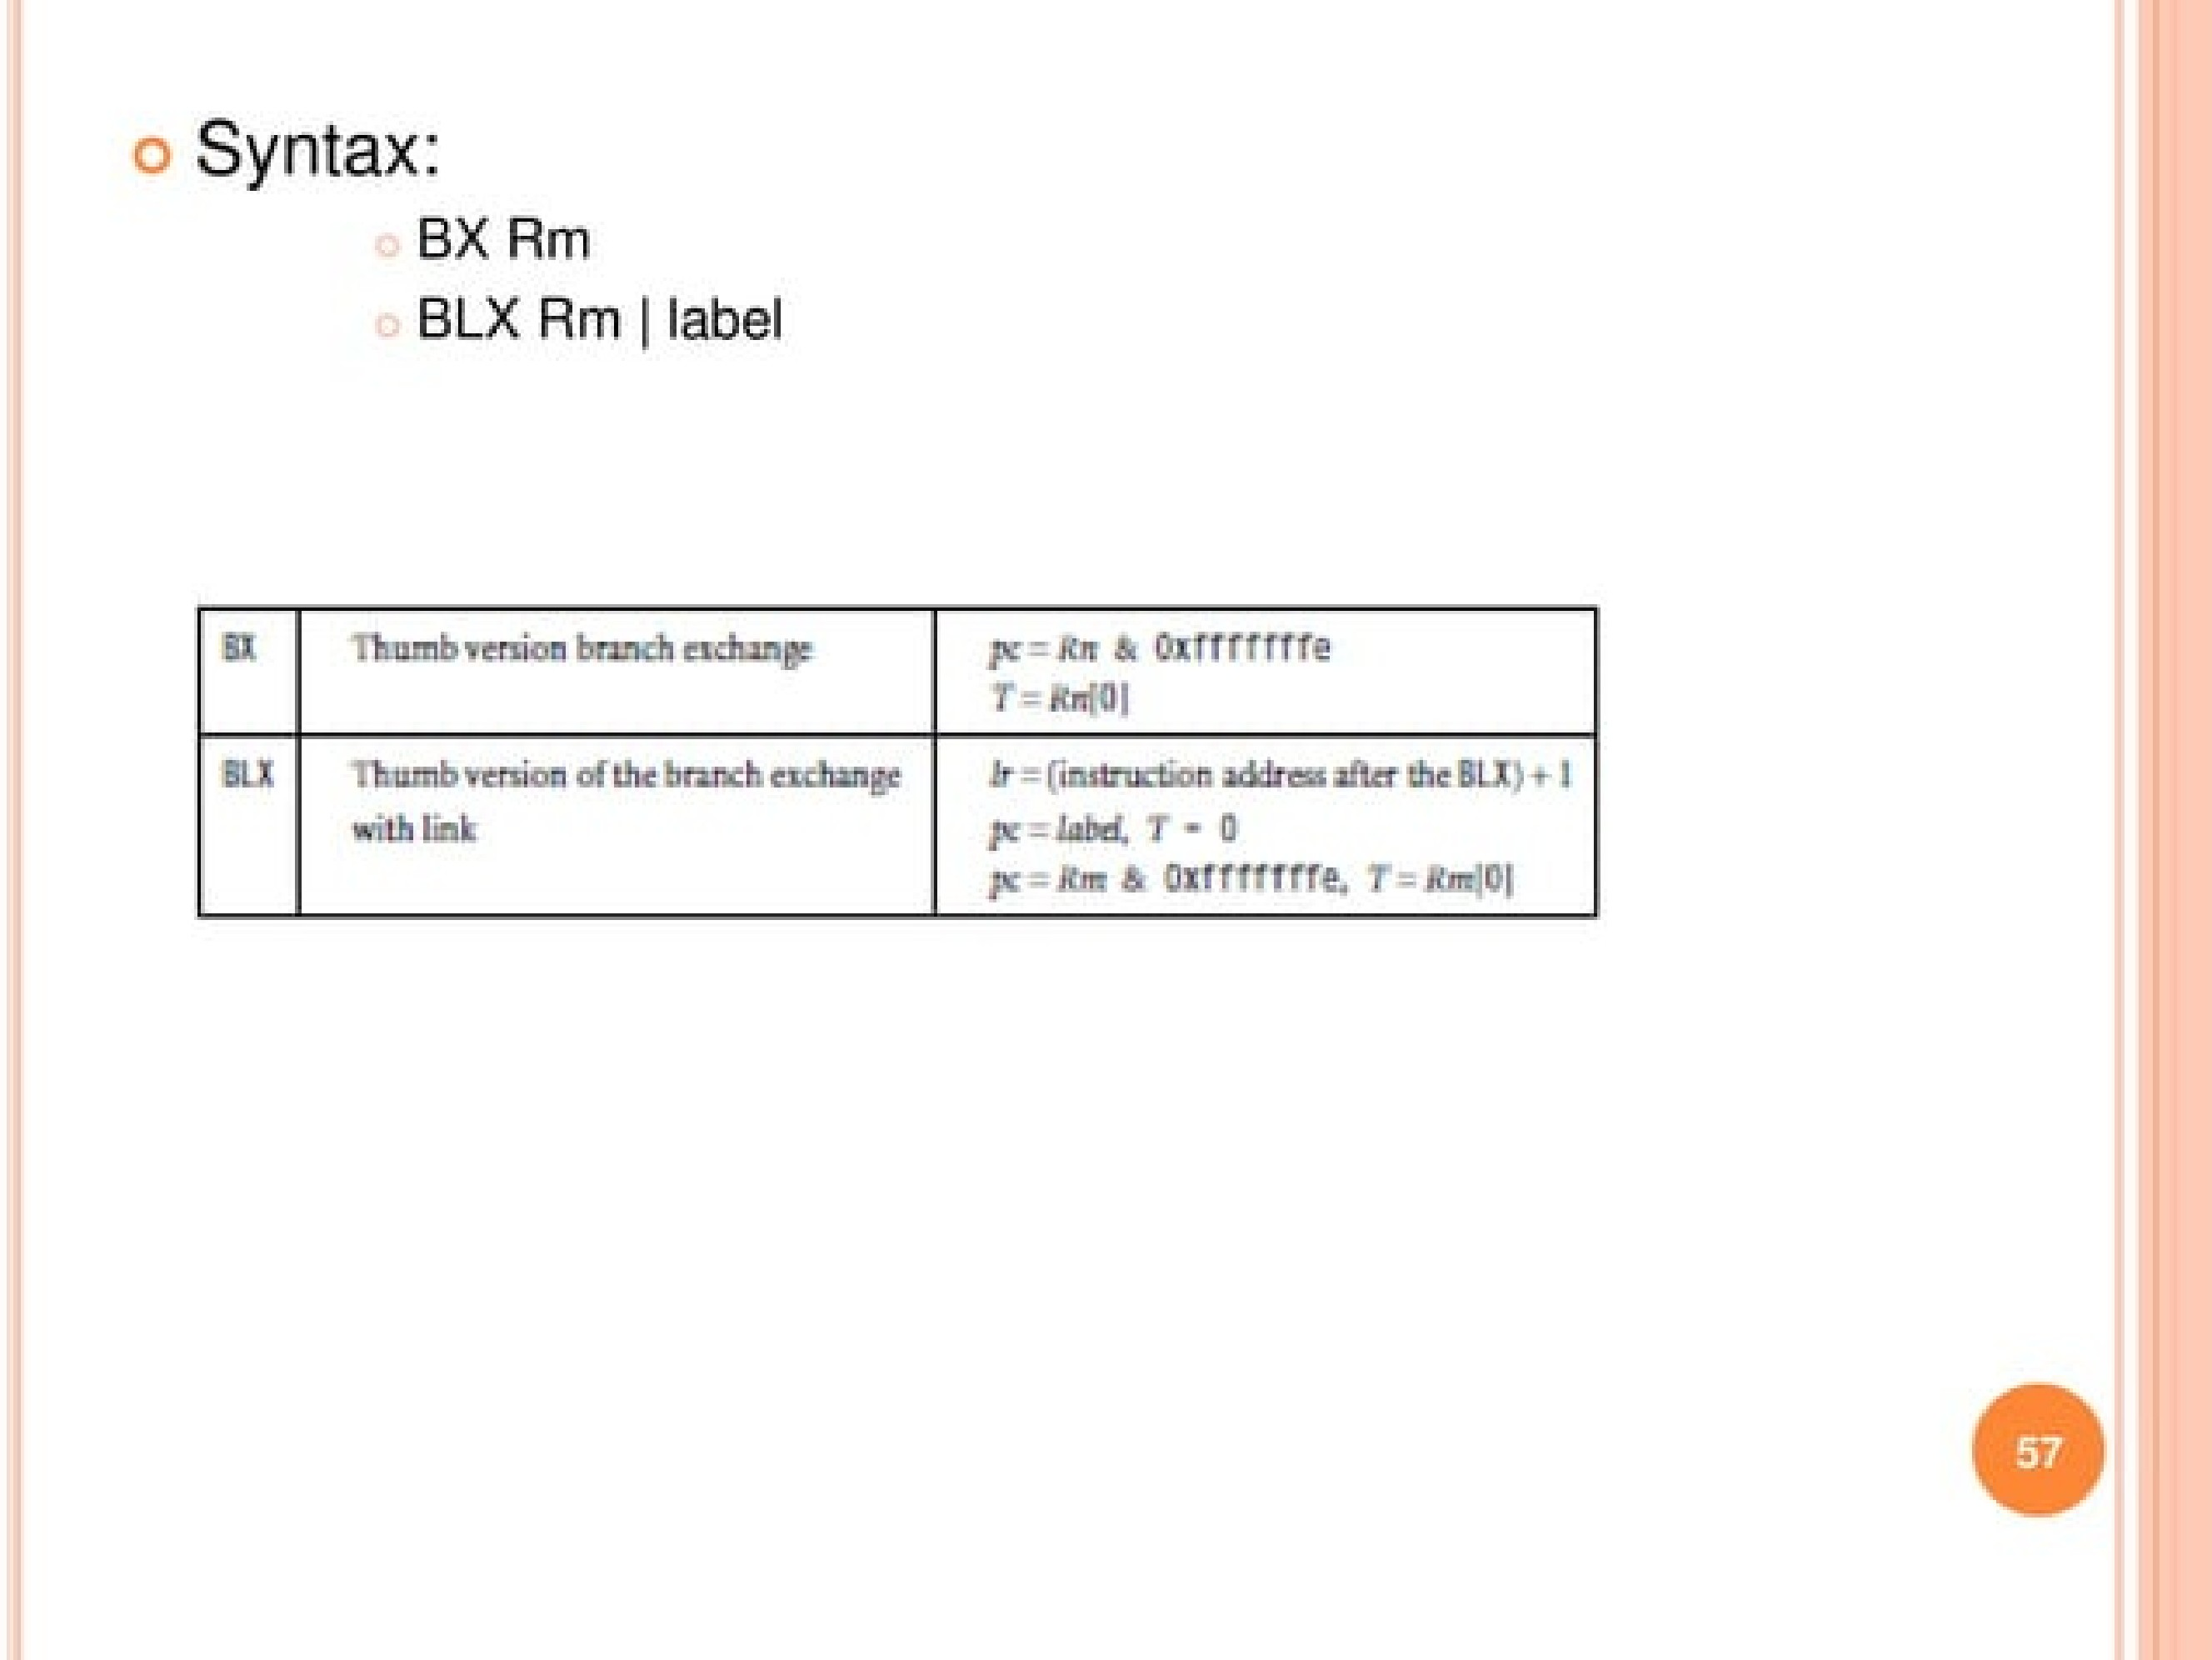 Syntax:
BX Rm
BLX Rm | label
BX Thumb version branch exchange pc = Rn & 0xfffffffe
T = Rn[0]
BLX Thumb version of the branch exchange lr = (instruction address after the BLX) + 1
with link pc = label, T = 0
pc = Rm & 0xfffffffe, T = Rm[0]
57